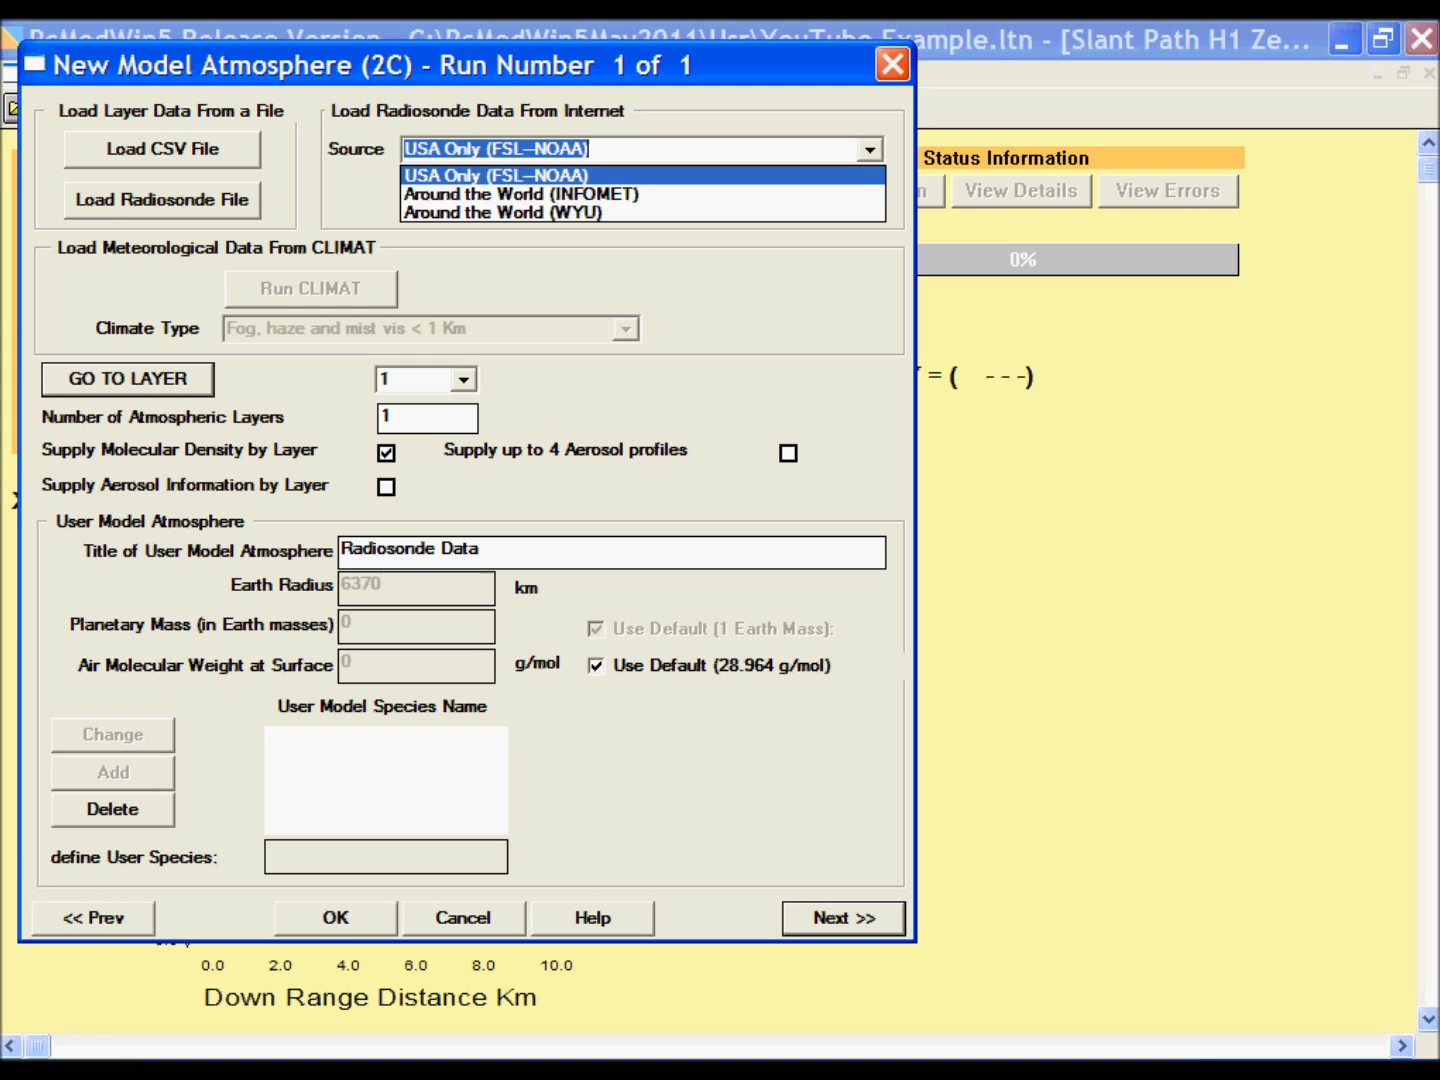 PcModWin5 Release Version - C:\PcModWin5May2011\Usr\YouTube Example.ltn - [Slant Path H1 Ze...
New Model Atmosphere (2C) - Run Number 1 of 1
Load Layer Data From a File
Load Radiosonde Data From Internet
Load CSV File
Source
USA Only (FSL-NOAA)
USA Only (FSL-NOAA)
Around the World (INFOMET)
Around the World (WYU)
Load Radiosonde File
Status Information
View Details
View Errors
0%
Load Meteorological Data From CLIMAT
Run CLIMAT
Climate Type
Fog, haze and mist vis < 1 Km
GO TO LAYER
1
= ( ---)
Number of Atmospheric Layers
1
Supply Molecular Density by Layer
Supply up to 4 Aerosol profiles
Supply Aerosol Information by Layer
User Model Atmosphere
Title of User Model Atmosphere
Radiosonde Data
Earth Radius
6370
km
Planetary Mass (in Earth masses)
0
Use Default (1 Earth Mass):
Air Molecular Weight at Surface
0
g/mol
Use Default (28.964 g/mol)
User Model Species Name
Change
Add
Delete
define User Species:
<< Prev
OK
Cancel
Help
Next >>
0.0 2.0 4.0 6.0 8.0 10.0
Down Range Distance Km